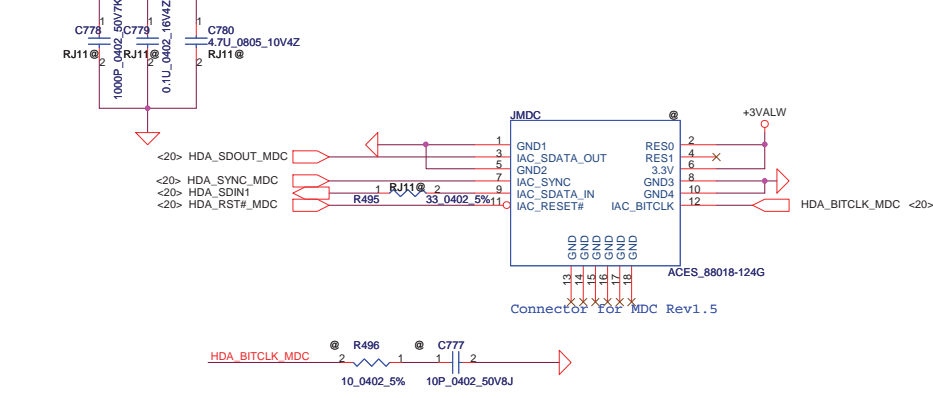 1 1 1
C778 C779 C780
4.7U_0805_10V4Z
RJ11@ RJ11@ RJ11@
2 2 2
1000P_0402_50V7K
0.1U_0402_16V4Z
JMDC @ +3VALW
1 GND1 RES0 2
<20> HDA_SDOUT_MDC 3 IAC_SDATA_OUT RES1 4
5 GND2 3.3V 6
<20> HDA_SYNC_MDC 7 IAC_SYNC GND3 8
<20> HDA_SDIN1 1 RJ11@ 2 9 IAC_SDATA_IN GND4 10
<20> HDA_RST#_MDC R495 33_0402_5% 11 IAC_RESET# IAC_BITCLK 12 HDA_BITCLK_MDC <20>
GND GND GND GND GND GND
13 14 15 16 17 18
ACES_88018-124G
Connector for MDC Rev1.5
@ R496 @ C777
HDA_BITCLK_MDC 2 1 1 2
10_0402_5% 10P_0402_50V8J